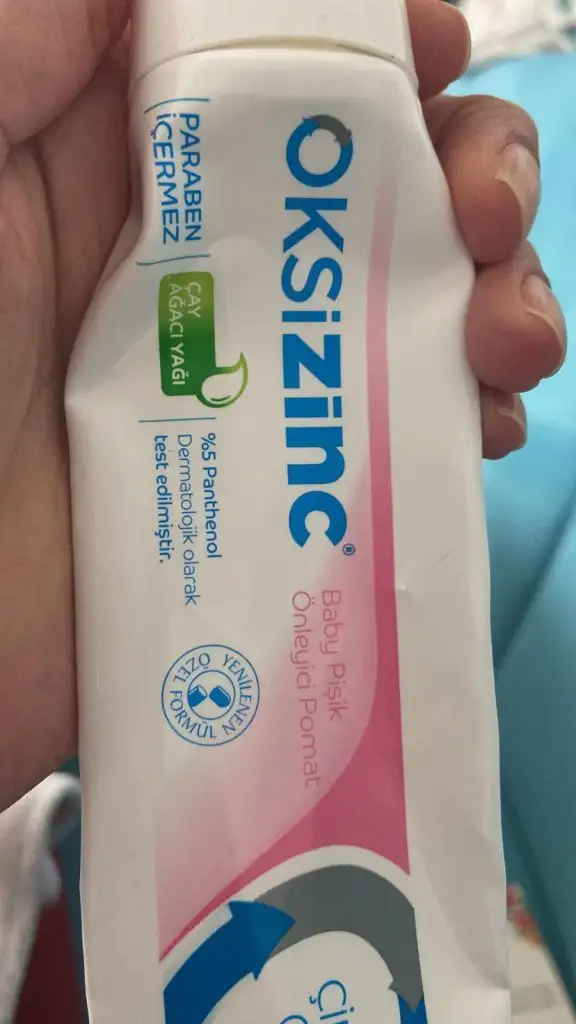 OKSiZinc®
Baby Pişik
Önleyici Pomat
PARABEN
İÇERMEZ
ÇAY
AĞACI YAĞI
%5 Panthenol
Dermatolojik olarak
test edilmiştir.
YENİLENEN
ÖZEL FORMÜL